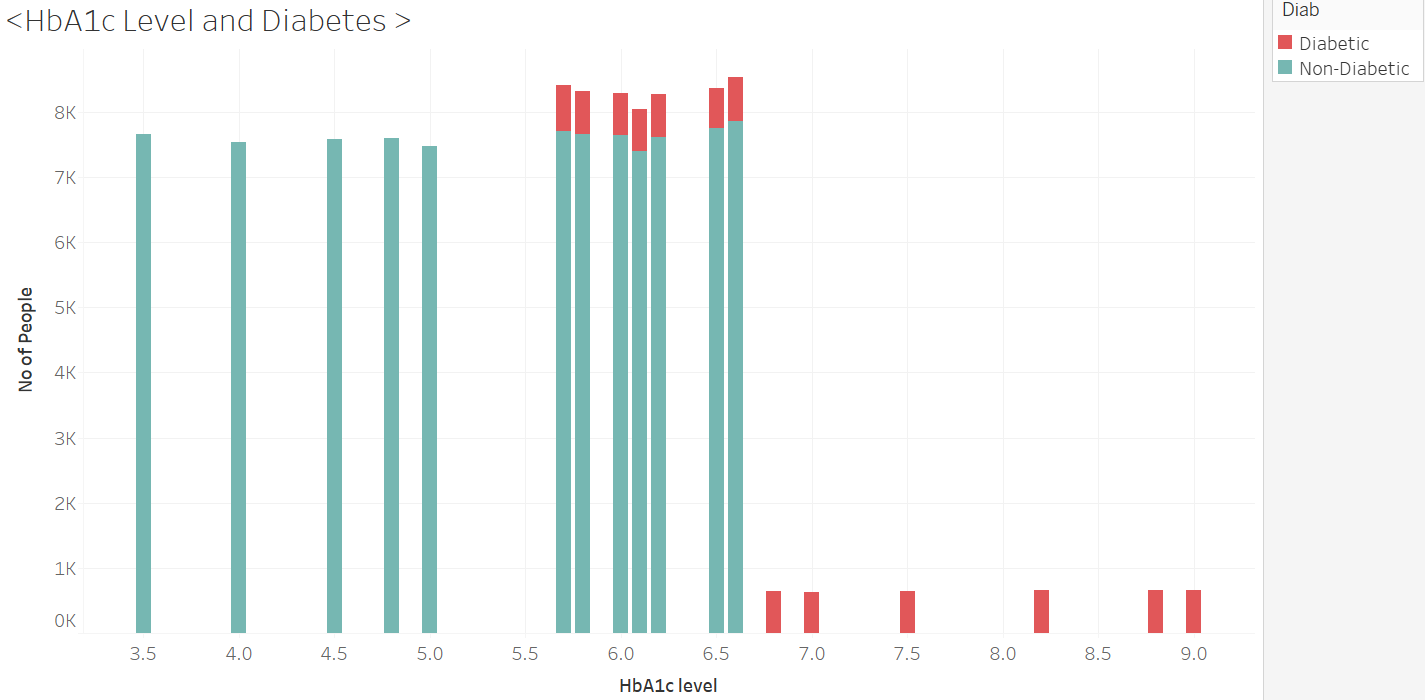 <HbA1c Level and Diabetes >
Diab
Diabetic
Non-Diabetic
No of People
8K
7K
6K
5K
4K
3K
2K
1K
0K
3.5 4.0 4.5 5.0 5.5 6.0 6.5 7.0 7.5 8.0 8.5 9.0
HbA1c level